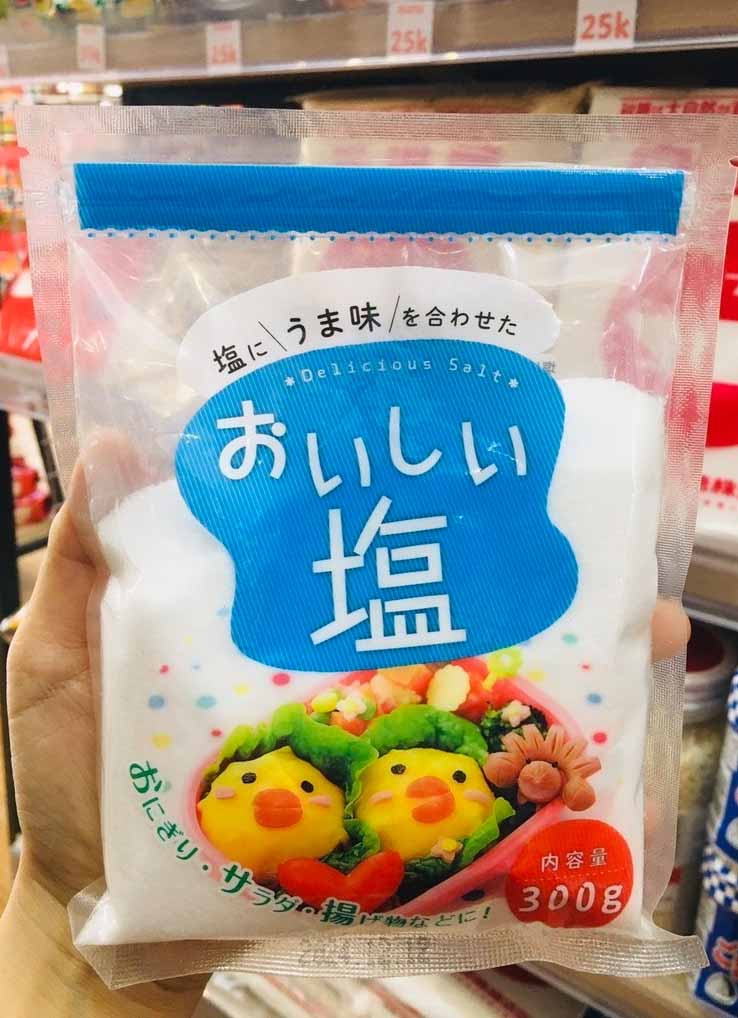 25k
25k
25k
塩に\うま味/を合わせた
*Delicious Salt*
おいしい
塩
おにぎり・サラダ・揚げ物などに!
内容量
300g